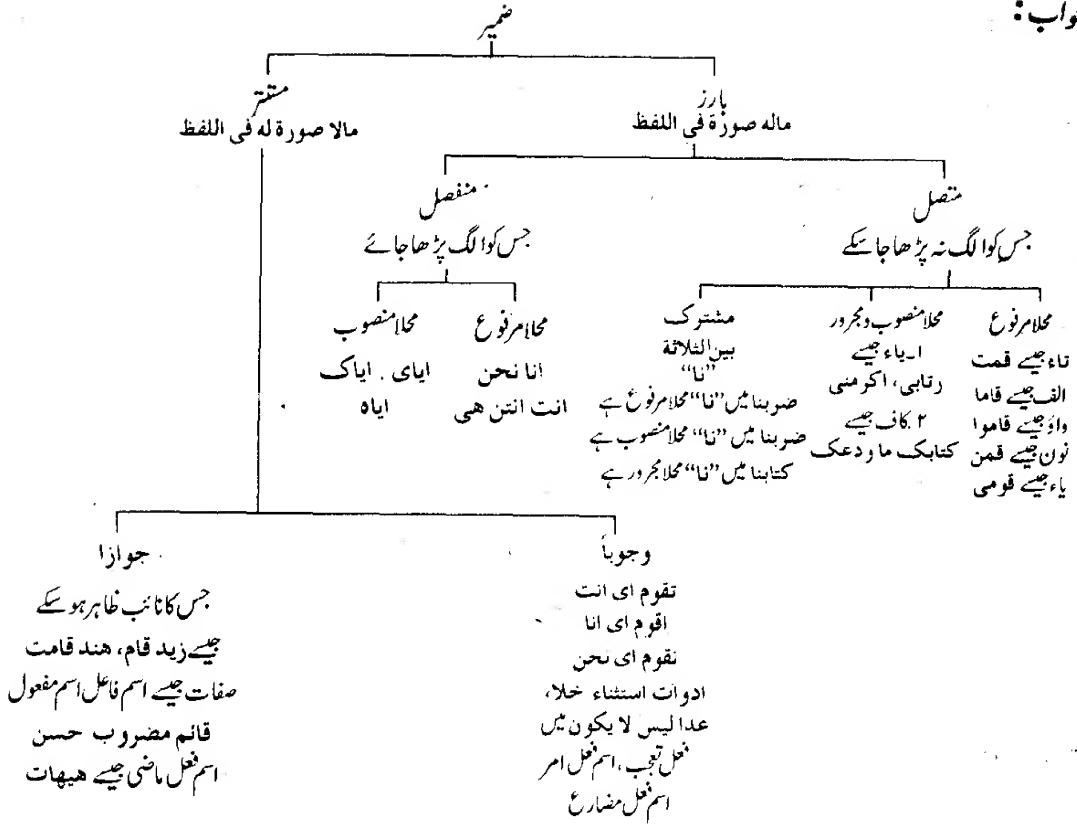 واب:
ضمیر
بارز
ماله صورة فى اللفظ
مستتر
مالا صورة له فى اللفظ
متصل
جس کو الگ نہ پڑھا جا سکے
منفصل
جس کو الگ پڑھا جائے
محلا مرفوع
تاء جیسے قمت
الف جیسے قاما
واؤ جیسے قاموا
نون جیسے قمن
یاء جیسے قومی
محلا منصوب و مجرور
ا۔یاء جیسے
ربابی، اکرمنی
۲.کاف جیسے
کتابک ما ودعک
مشترک
بین الثلاثة
”نا“
ضربنا میں ”نا“ محلا مرفوع ہے
ضربنا میں ”نا“ محلا منصوب ہے
کتابنا میں ”نا“ محلا مجرور ہے
محلا مرفوع
انا نحن
انت انتن ھی
محلا منصوب
ایای . ایاک
ایاہ
وجوباً
تقوم ای انت
اقوم ای انا
نقوم ای نحن
ادوات استثناء خلا،
عدا لیس لا یکون میں
فعل تعجب، اسم فعل امر
اسم فعل مضارع
جوازا
جس کا نائب ظاہر ہو سکے
جیسے زید قام، ھند قامت
صفات جیسے اسم فاعل اسم مفعول
قائم مضروب حسن
اسم فعل ماضی جیسے ھیھات